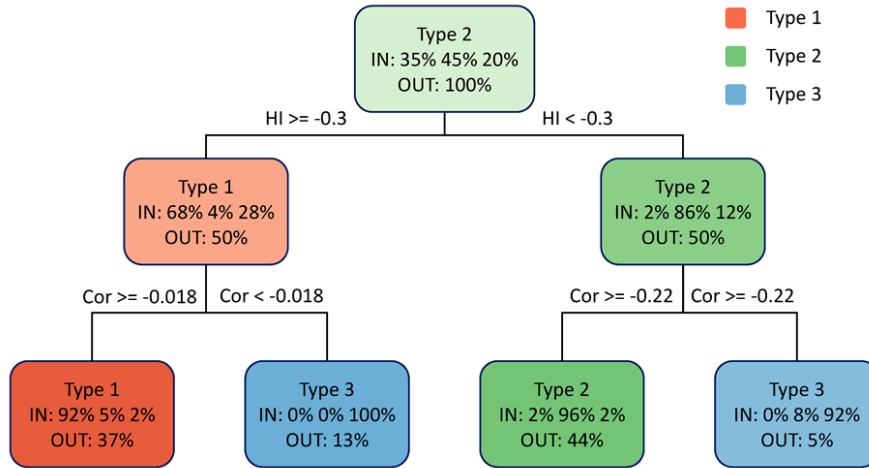 Type 2
IN: 35% 45% 20%
OUT: 100%
Type 1
Type 2
Type 3
HI >= -0.3
HI < -0.3
Type 1
IN: 68% 4% 28%
OUT: 50%
Type 2
IN: 2% 86% 12%
OUT: 50%
Cor >= -0.018
Cor < -0.018
Cor >= -0.22
Cor >= -0.22
Type 1
IN: 92% 5% 2%
OUT: 37%
Type 3
IN: 0% 0% 100%
OUT: 13%
Type 2
IN: 2% 96% 2%
OUT: 44%
Type 3
IN: 0% 8% 92%
OUT: 5%